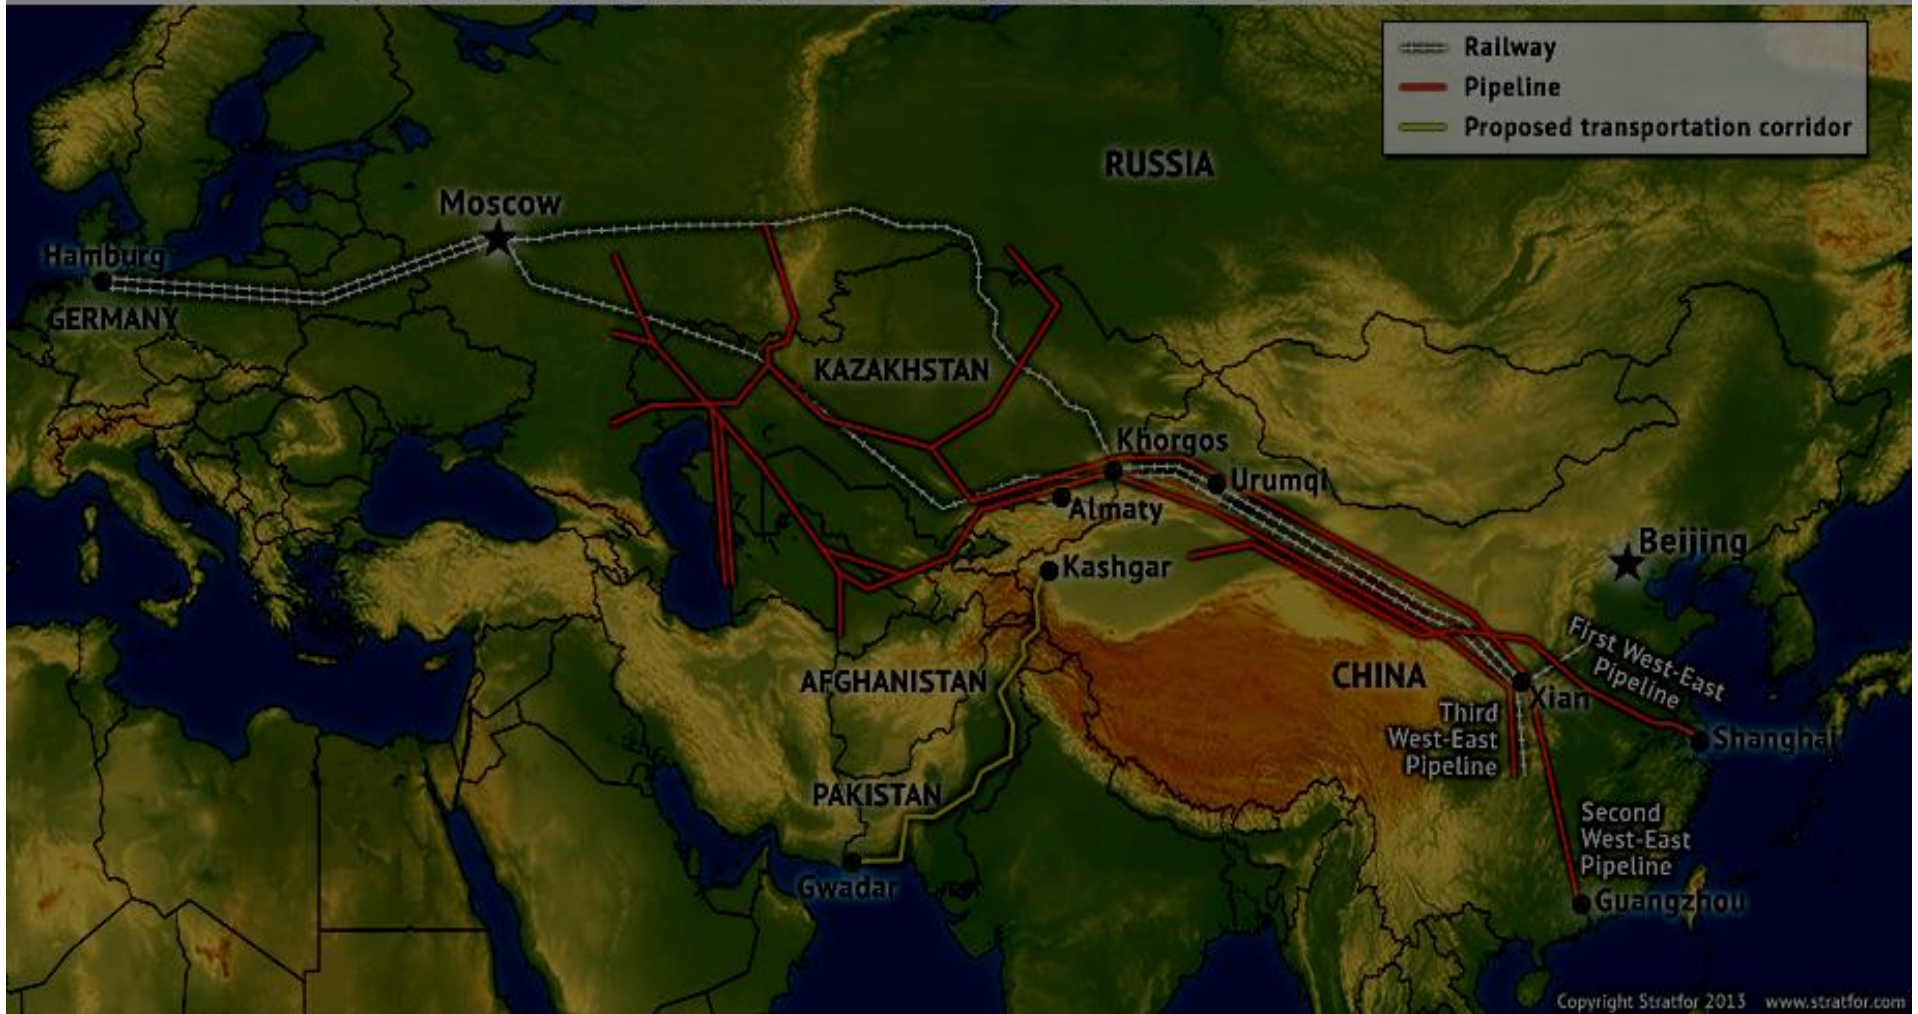 Railway
Pipeline
Proposed transportation corridor
RUSSIA
Moscow
Hamburg
GERMANY
KAZAKHSTAN
Khorgos
Urumqi
Almaty
Beijing
Kashgar
First West-East
Pipeline
AFGHANISTAN
CHINA
Xian
Third
West-East
Pipeline
Shanghai
PAKISTAN
Second
West-East
Pipeline
Gwadar
Guangzhou
Copyright Stratfor 2013 www.stratfor.com